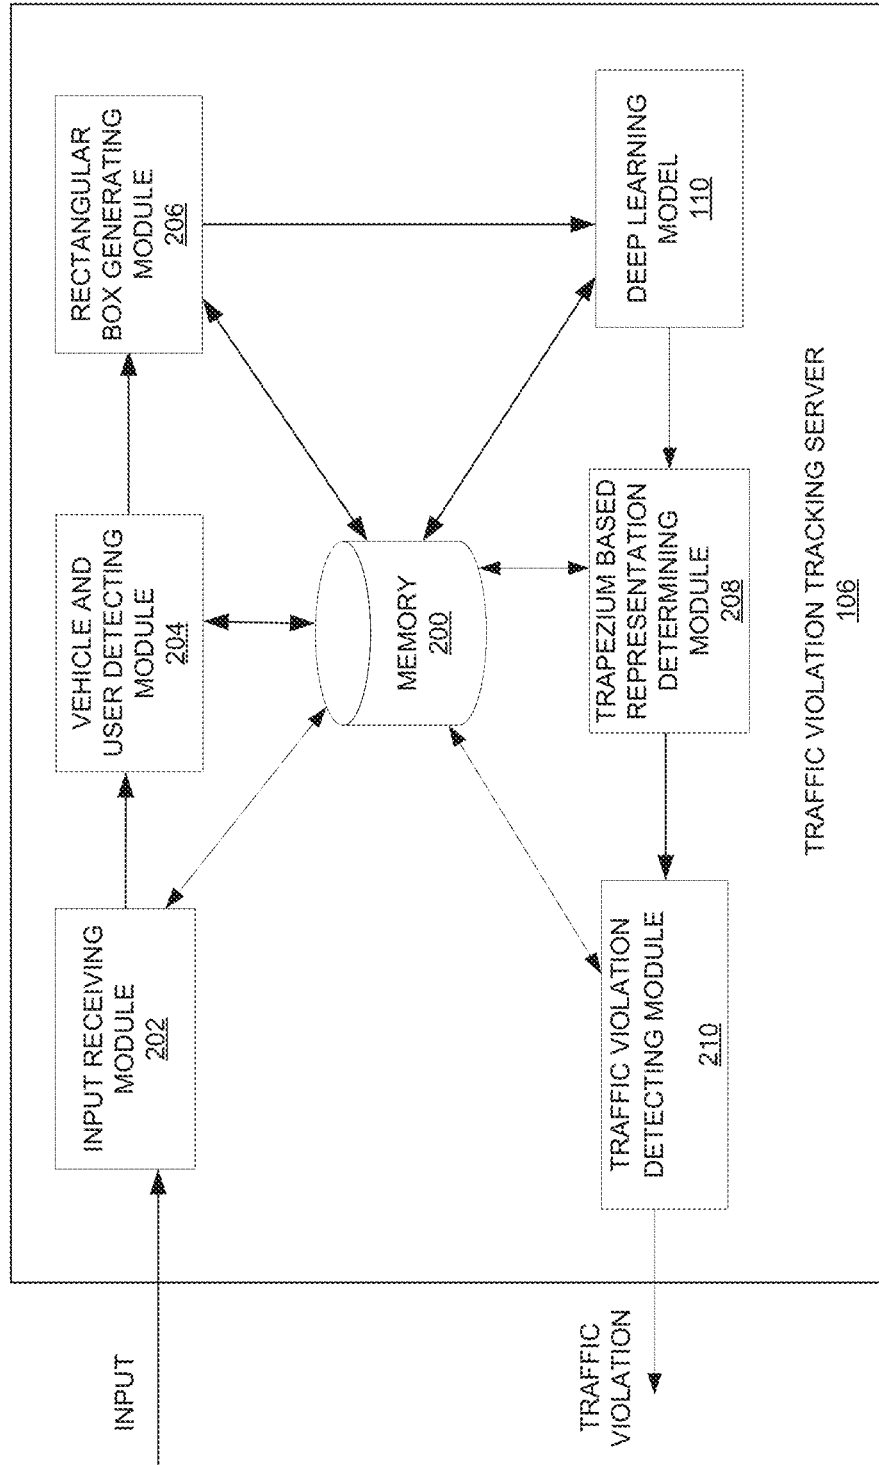 INPUT
INPUT RECEIVING
MODULE
202
VEHICLE AND
USER DETECTING
MODULE
204
RECTANGULAR
BOX GENERATING
MODULE
206
MEMORY
200
TRAFFIC
VIOLATION
TRAFFIC VIOLATION
DETECTING MODULE
210
TRAPEZIUM BASED
REPRESENTATION
DETERMINING
MODULE
208
DEEP LEARNING
MODEL
110
TRAFFIC VIOLATION TRACKING SERVER
106